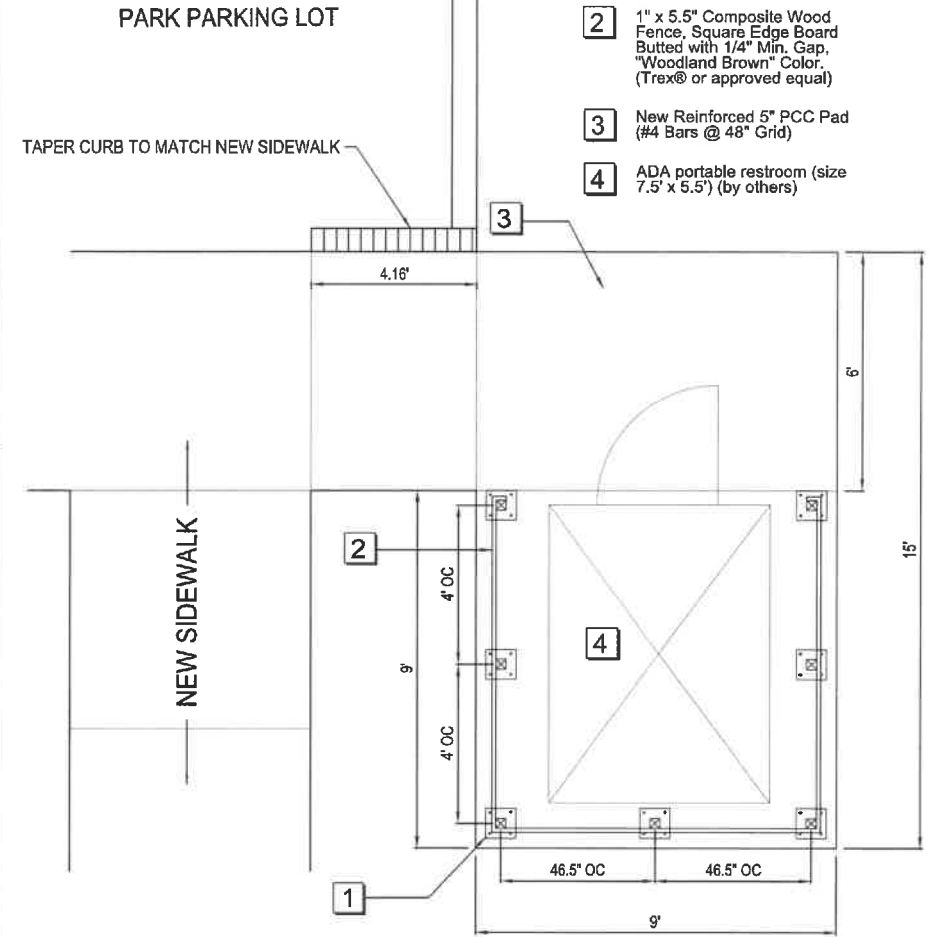 PARK PARKING LOT
2
1" x 5.5" Composite Wood
Fence, Square Edge Board
Butted with 1/4" Min. Gap,
"Woodland Brown" Color.
(Trex® or approved equal)
3
New Reinforced 5" PCC Pad
(#4 Bars @ 48" Grid)
4
ADA portable restroom (size
7.5' x 5.5') (by others)
TAPER CURB TO MATCH NEW SIDEWALK
3
4.16'
6'
15'
NEW SIDEWALK
2
4' OC
9'
4
4' OC
46.5" OC
46.5" OC
1
9'